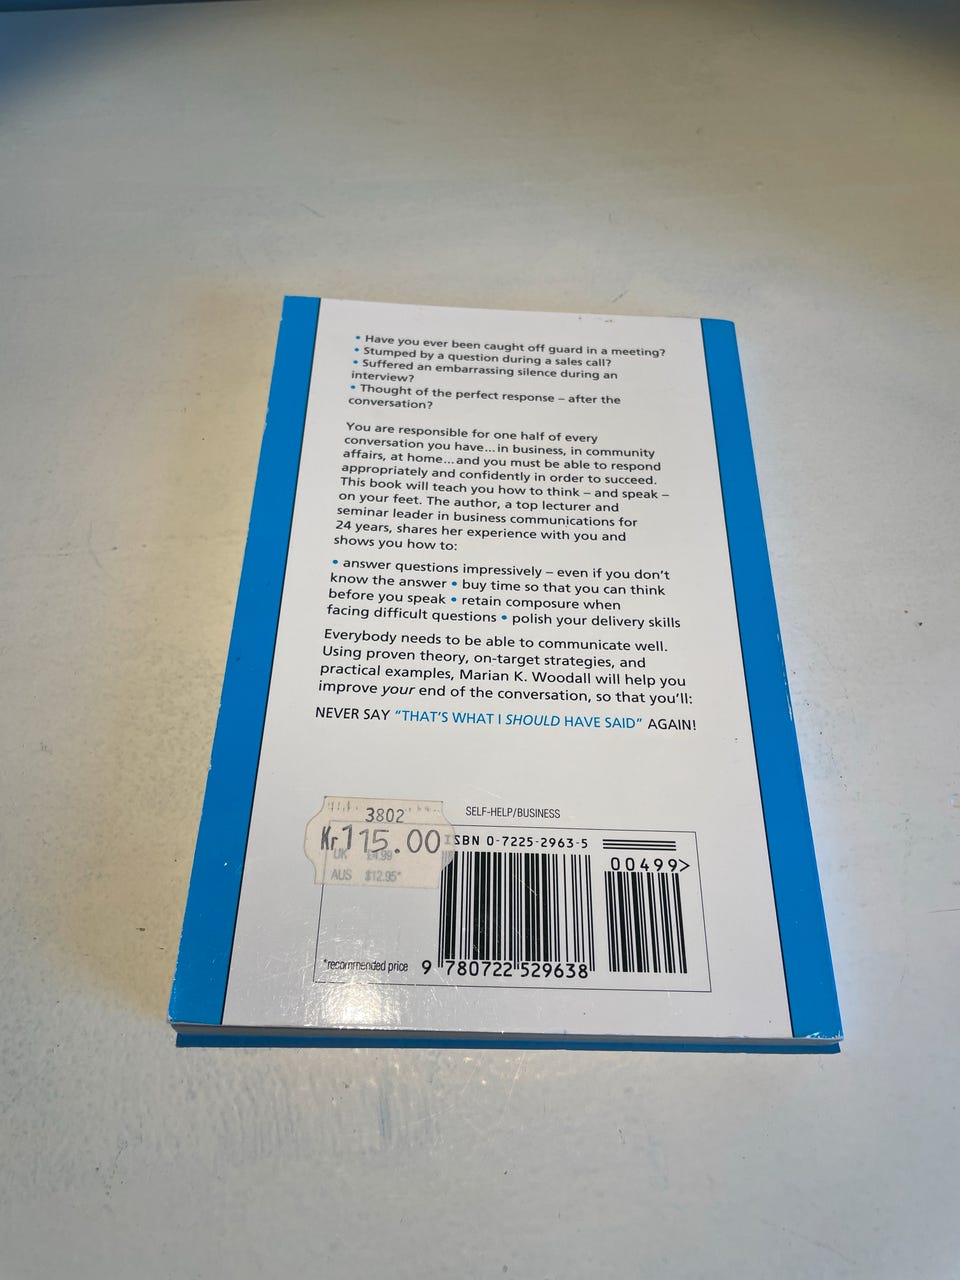 • Have you ever been caught off guard in a meeting?
• Stumped by a question during a sales call?
• Suffered an embarrassing silence during an
interview?
• Thought of the perfect response – after the
conversation?
You are responsible for one half of every
conversation you have...in business, in community
affairs, at home...and you must be able to respond
appropriately and confidently in order to succeed.
This book will teach you how to think – and speak –
on your feet. The author, a top lecturer and
seminar leader in business communications for
24 years, shares her experience with you and
shows you how to:
• answer questions impressively – even if you don't
know the answer • buy time so that you can think
before you speak • retain composure when
facing difficult questions • polish your delivery skills
Everybody needs to be able to communicate well.
Using proven theory, on-target strategies, and
practical examples, Marian K. Woodall will help you
improve your end of the conversation, so that you'll:
NEVER SAY "THAT'S WHAT I SHOULD HAVE SAID" AGAIN!
SELF-HELP/BUSINESS
3802
Kr.115.00
ISBN 0-7225-2963-5
UK £4.99
00499>
AUS $12.95*
*recommended price
9 780722 529638